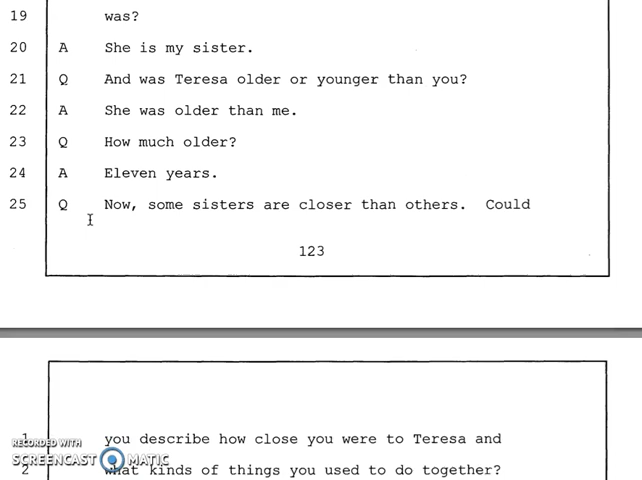 19 was?
20 A She is my sister.
21 Q And was Teresa older or younger than you?
22 A She was older than me.
23 Q How much older?
24 A Eleven years.
25 Q Now, some sisters are closer than others. Could
123
1 you describe how close you were to Teresa and
RECORDED WITH
SCREENCAST MATIC
2 what kinds of things you used to do together?